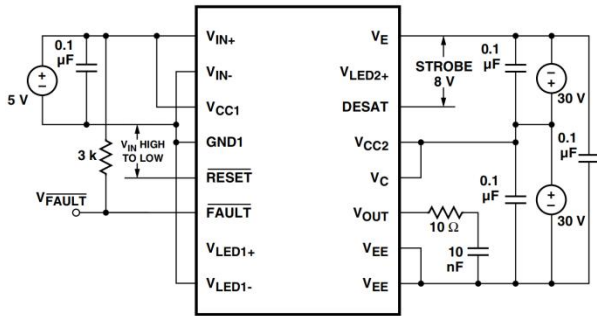 0.1
µF
5 V
3 k
V̅F̅A̅U̅L̅T̅
V_IN HIGH
TO LOW
V_IN+
V_IN-
V_CC1
GND1
RESET
FAULT
V_LED1+
V_LED1-
V_E
V_LED2+
DESAT
V_CC2
V_C
V_OUT
V_EE
V_EE
STROBE
8 V
10 Ω
10
nF
0.1
µF
0.1
µF
30 V
0.1
µF
30 V